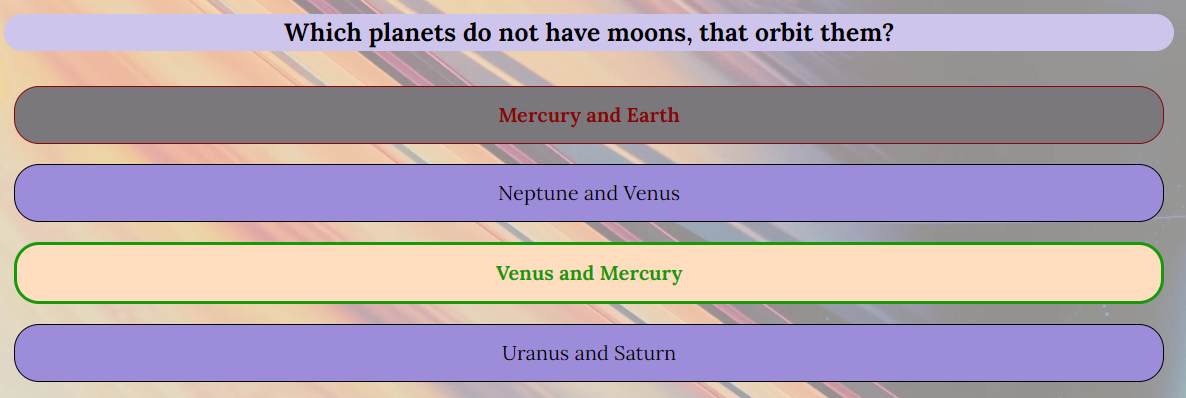 Which planets do not have moons, that orbit them?
Mercury and Earth
Neptune and Venus
Venus and Mercury
Uranus and Saturn